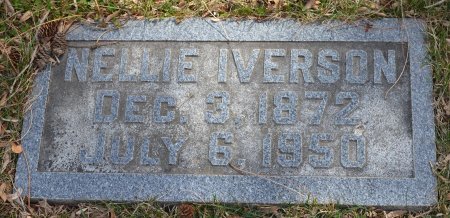 NELLIE IVERSON
DEC. 3, 1872
JULY 6, 1950